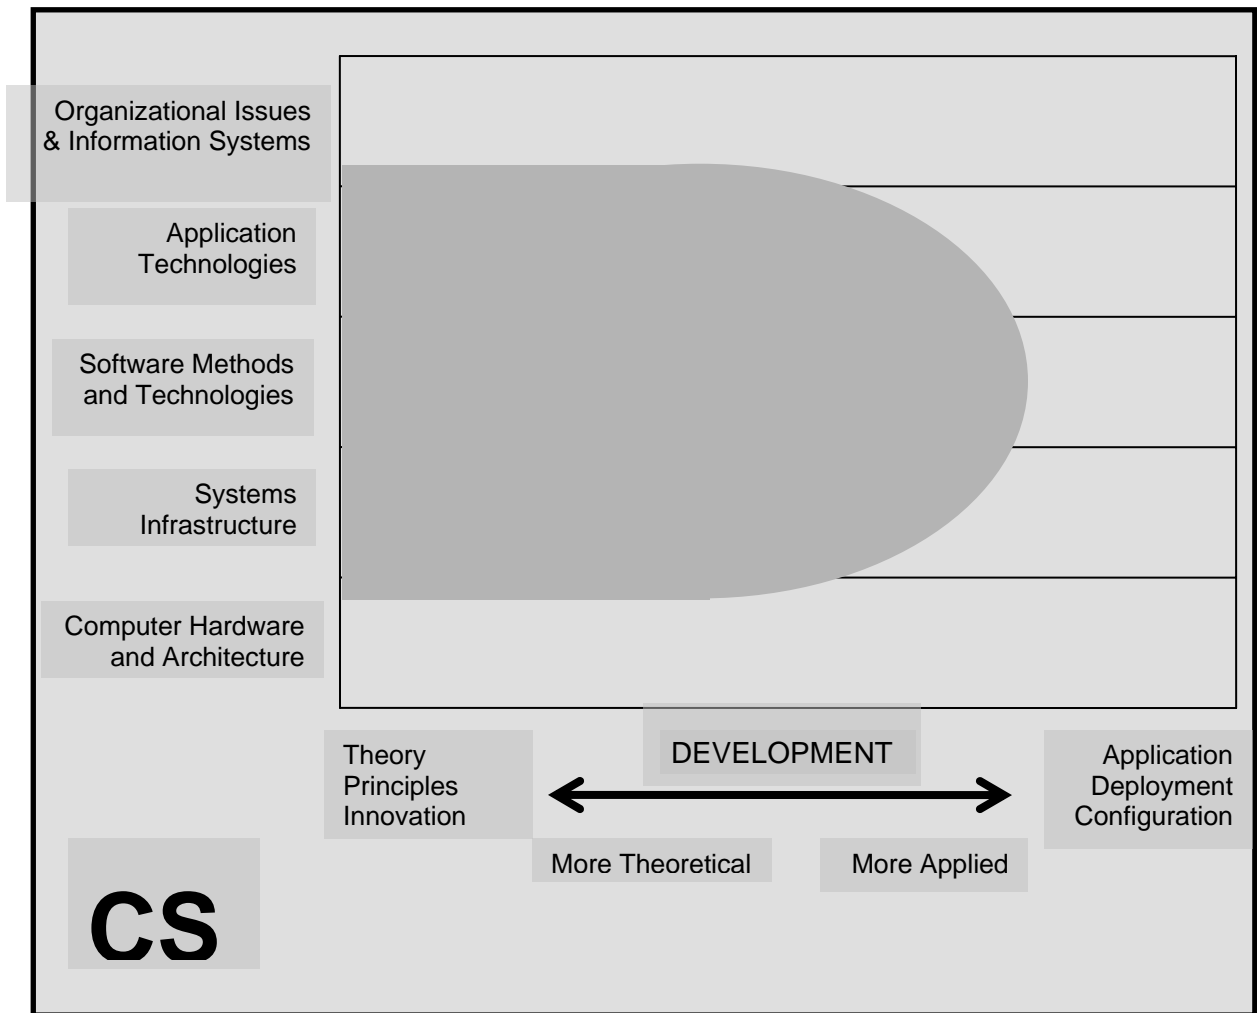 Organizational Issues
& Information Systems
Application
Technologies
Software Methods
and Technologies
Systems
Infrastructure
Computer Hardware
and Architecture
Theory
Principles
Innovation
DEVELOPMENT
Application
Deployment
Configuration
More Theoretical
More Applied
CS